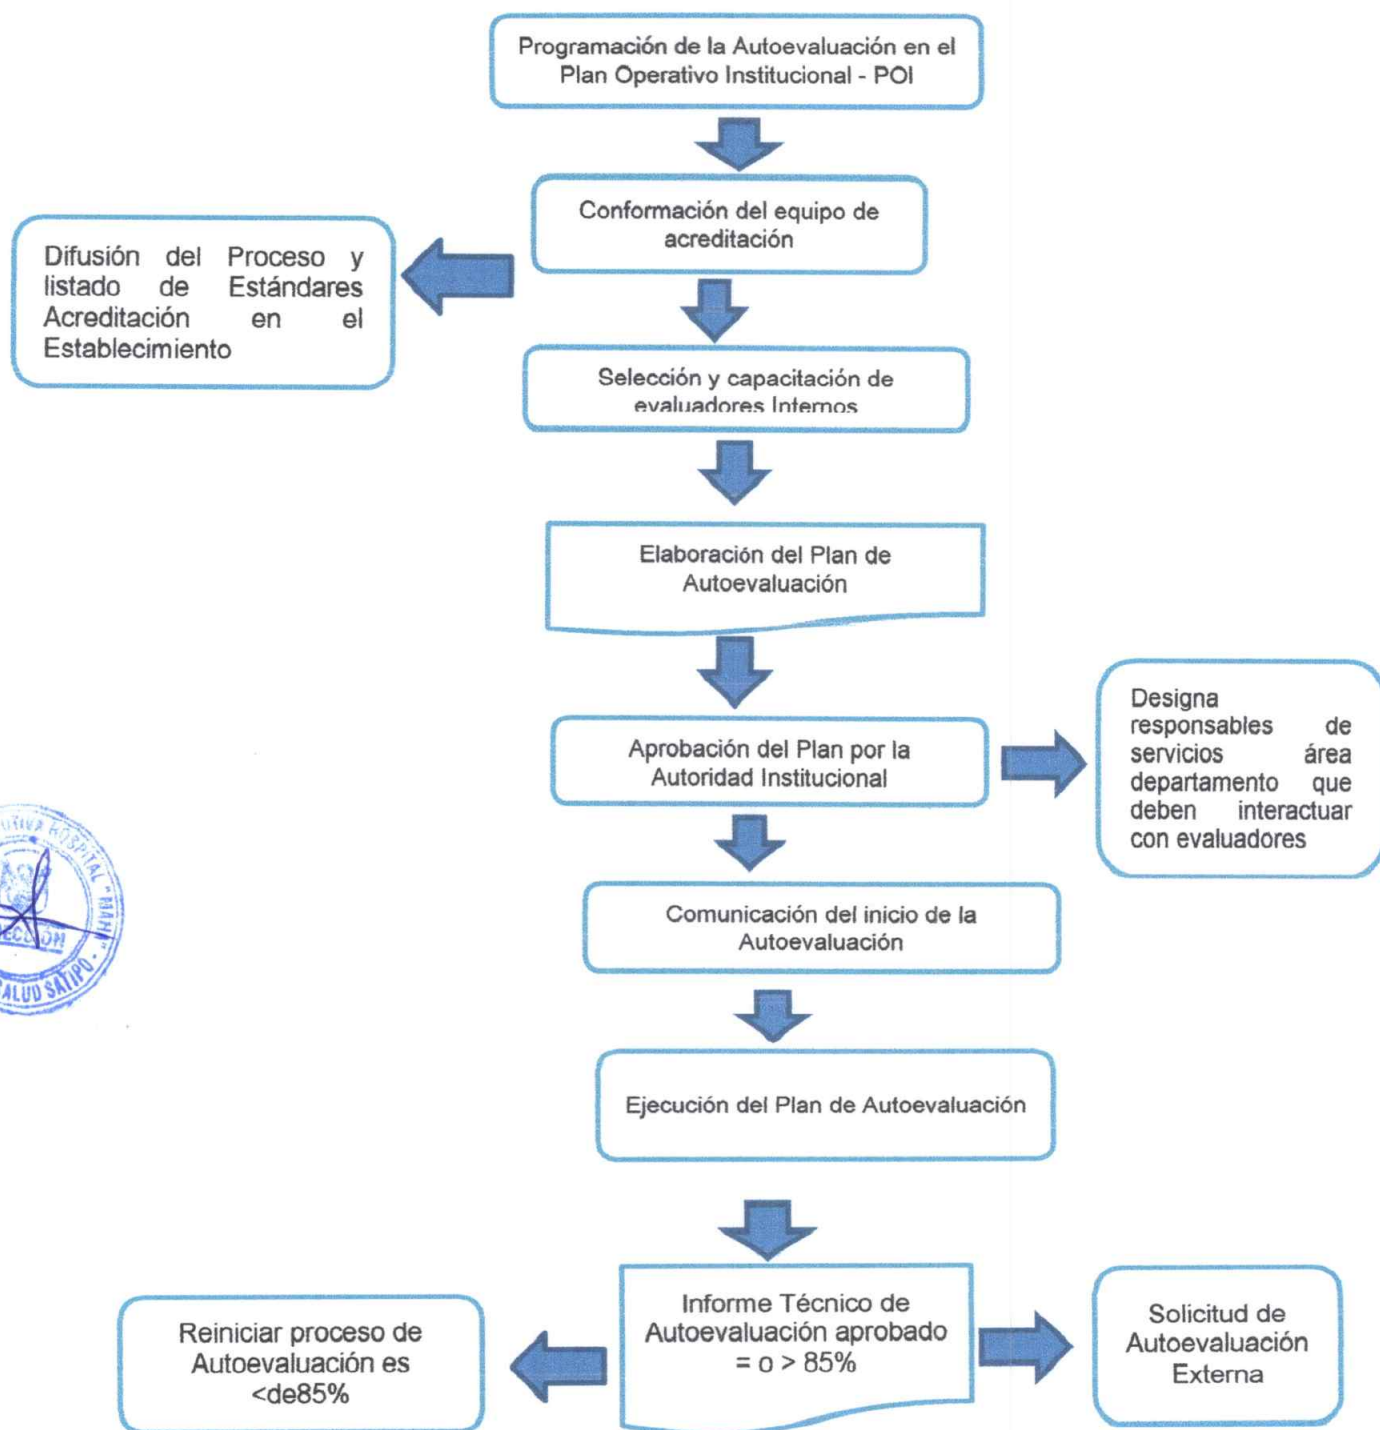 Programación de la Autoevaluación en el
Plan Operativo Institucional - POI
Conformación del equipo de
acreditación
Difusión del Proceso y
listado de Estándares
Acreditación en el
Establecimiento
Selección y capacitación de
evaluadores Internos
Elaboración del Plan de
Autoevaluación
Aprobación del Plan por la
Autoridad Institucional
Designa
responsables de
servicios área
departamento que
deben interactuar
con evaluadores
Comunicación del inicio de la
Autoevaluación
Ejecución del Plan de Autoevaluación
Informe Técnico de
Autoevaluación aprobado
= o > 85%
Reiniciar proceso de
Autoevaluación es
<de85%
Solicitud de
Autoevaluación
Externa
HOSPITAL
SATIPO